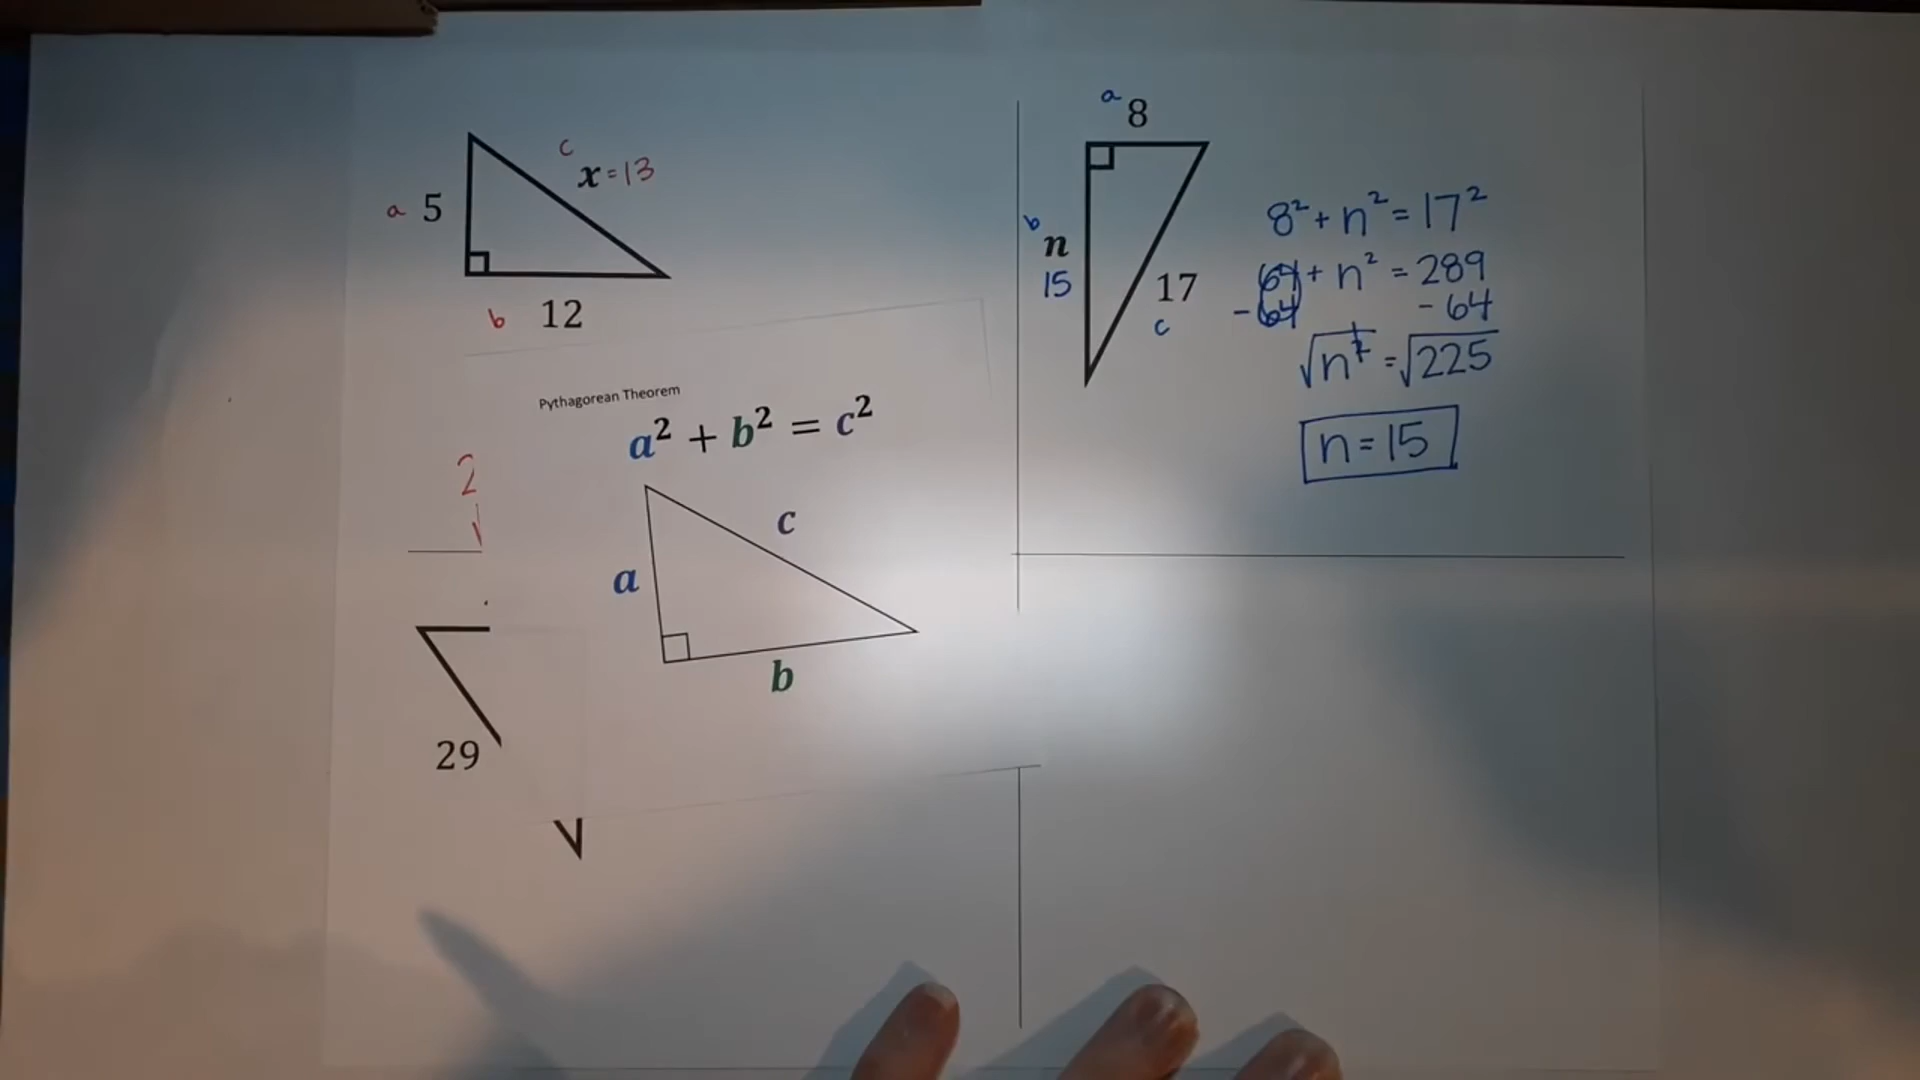 c
x = 13
a 5
b 12
Pythagorean Theorem
a² + b² = c²
c
a
b
2
29
a 8
b
n
15
17
c
8² + n² = 17²
64 + n² = 289
- 64 - 64
√n² = √225
n = 15